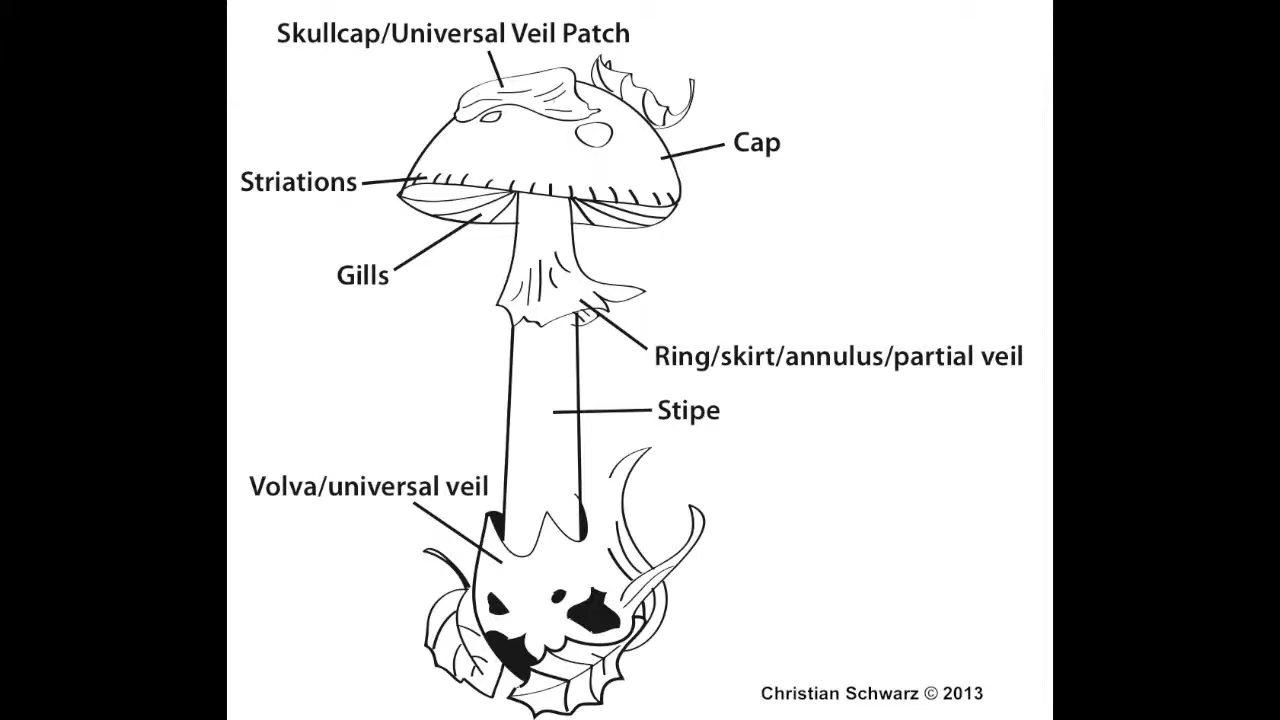 Skullcap/Universal Veil Patch
Cap
Striations
Gills
Ring/skirt/annulus/partial veil
Stipe
Volva/universal veil
Christian Schwarz © 2013